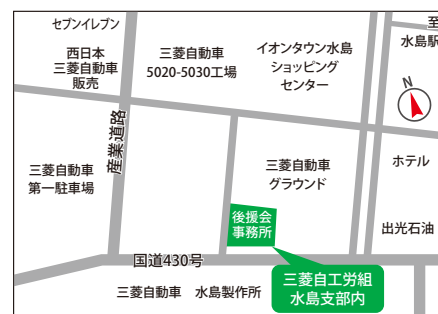 セブンイレブン
西日本
三菱自動車
販売
三菱自動車
5020-5030工場
イオンタウン水島
ショッピング
センター
至
水島駅
N
産業道路
三菱自動車
第一駐車場
三菱自動車
グラウンド
ホテル
後援会
事務所
出光石油
国道430号
三菱自動車　水島製作所
三菱自工労組
水島支部内